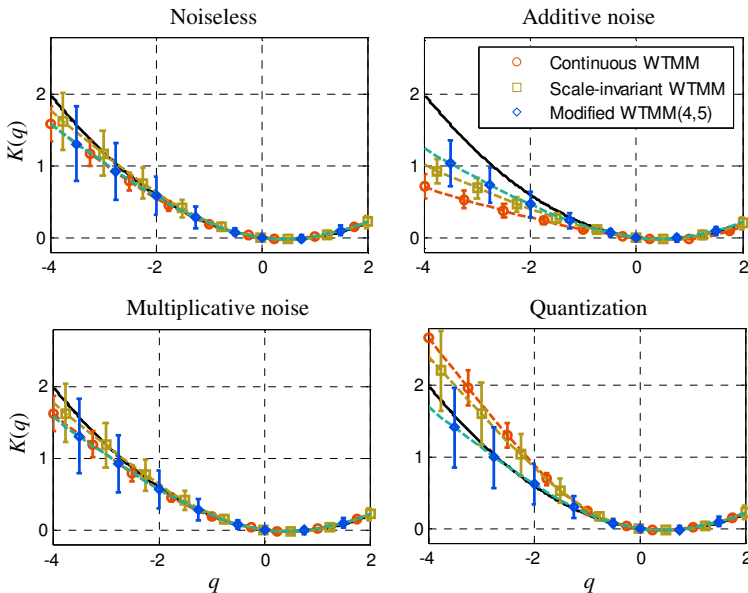 Noiseless
Additive noise
K(q)
2
1
0
-4
-2
0
2
2
1
0
-4
-2
0
2
Continuous WTMM
Scale-invariant WTMM
Modified WTMM(4,5)
Multiplicative noise
Quantization
K(q)
2
1
0
-4
-2
0
2
q
2
1
0
-4
-2
0
2
q